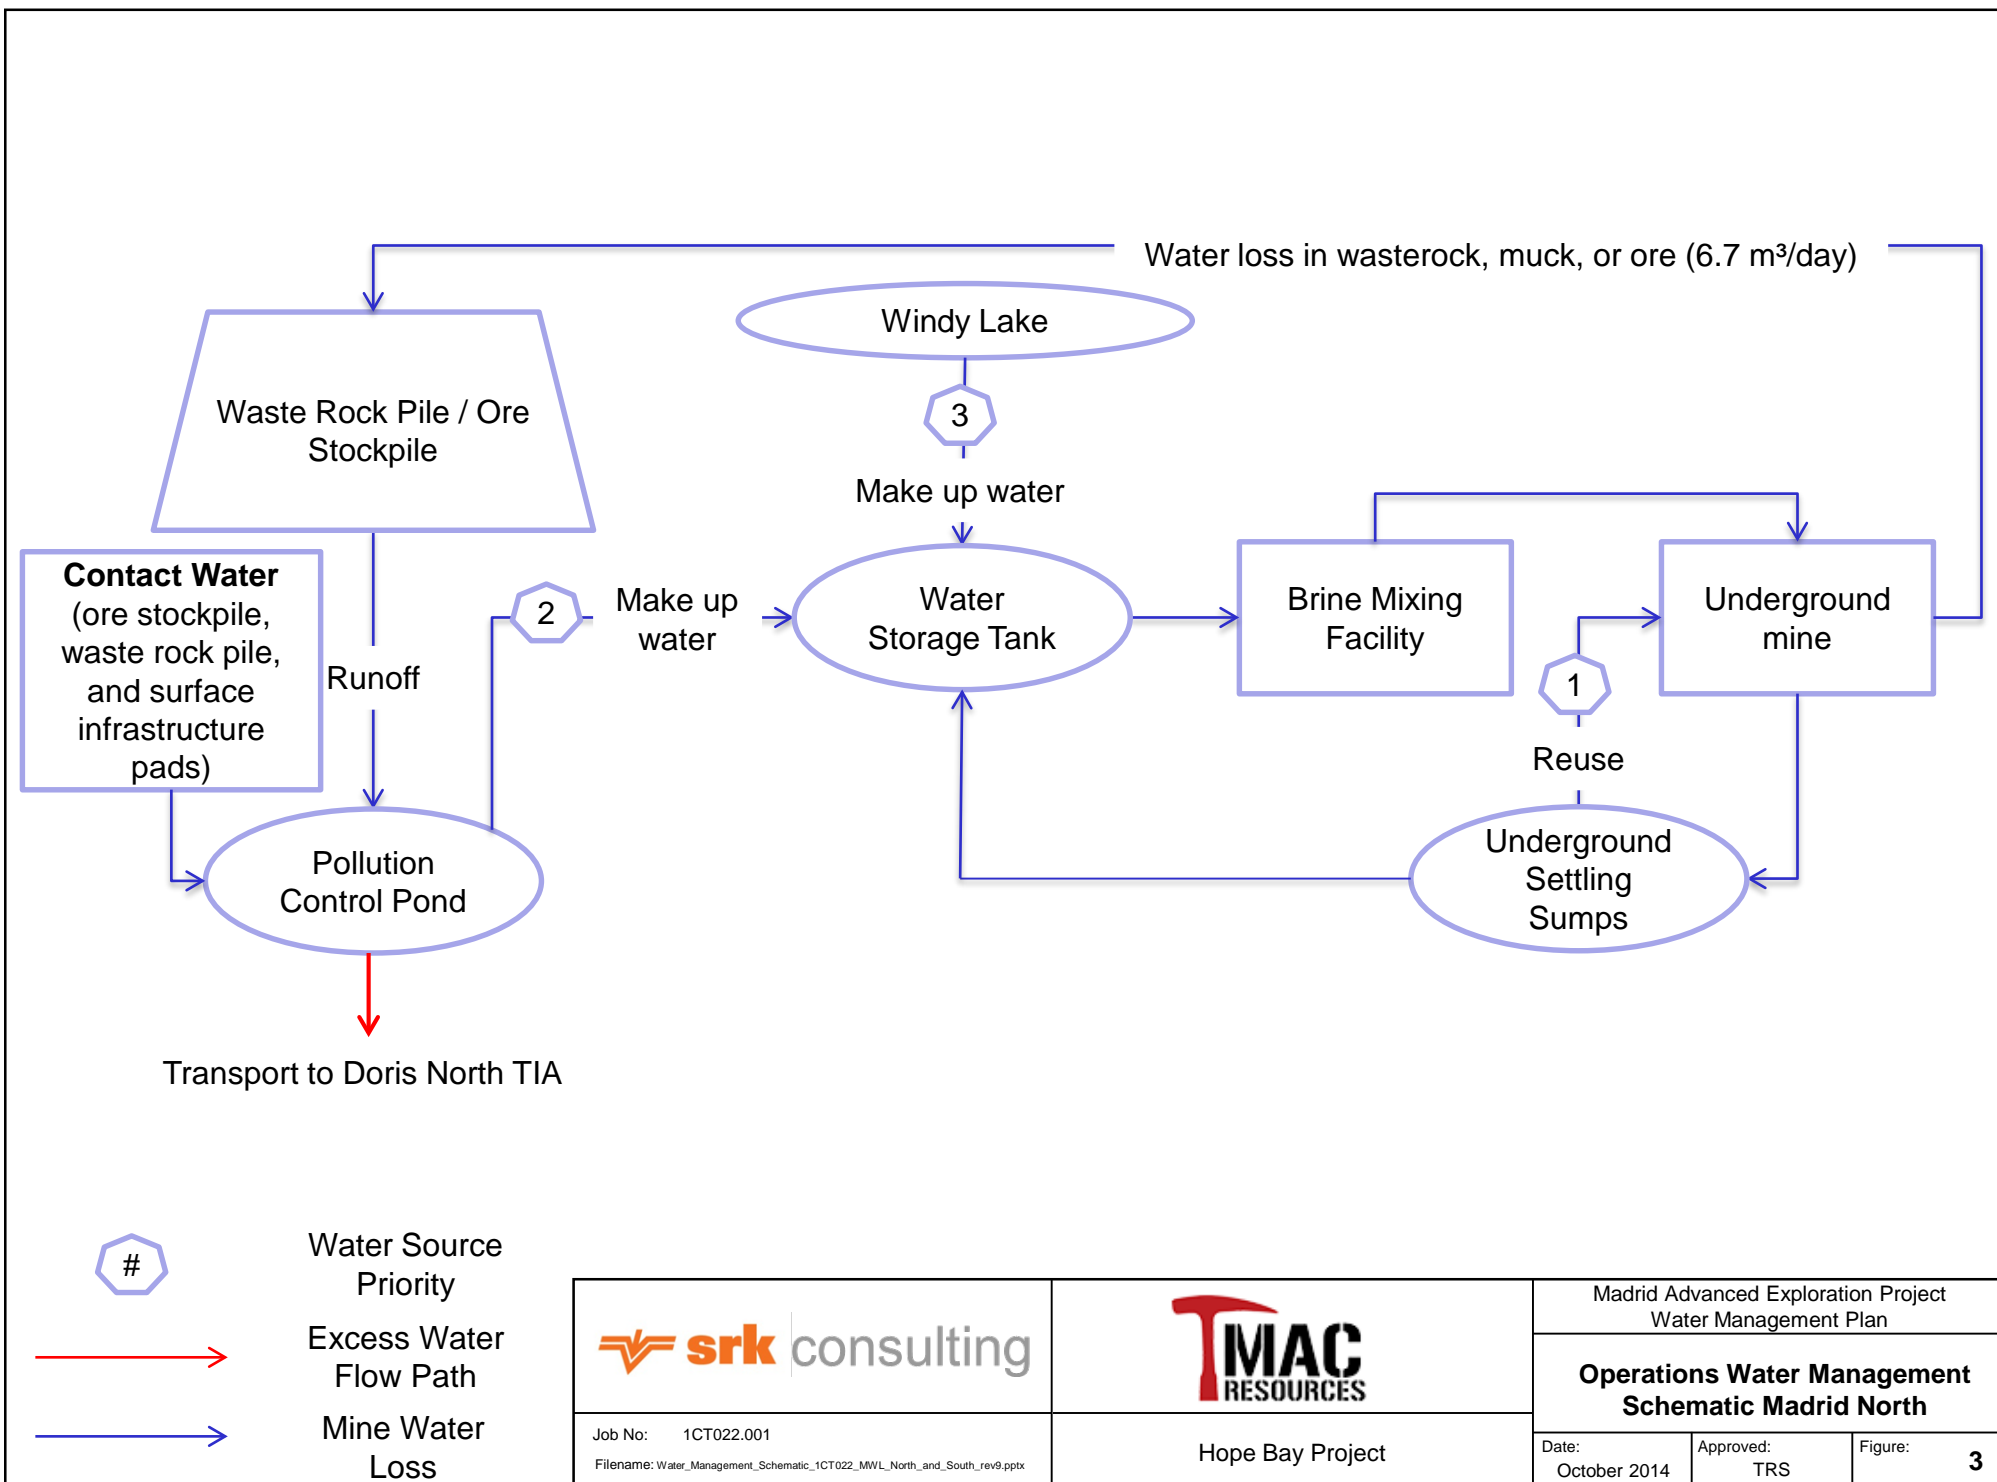 Water loss in wasterock, muck, or ore (6.7 m³/day)
Windy Lake
3
Make up water
Waste Rock Pile / Ore
Stockpile
Contact Water
(ore stockpile,
waste rock pile,
and surface
infrastructure
pads)
Runoff
2
Make up
water
Water
Storage Tank
Brine Mixing
Facility
Underground
mine
1
Reuse
Underground
Settling
Sumps
Pollution
Control Pond
Transport to Doris North TIA
#
Water Source
Priority
Excess Water
Flow Path
Mine Water
Loss
srk consulting
Job No: 1CT022.001
Filename: Water_Management_Schematic_1CT022_MWL_North_and_South_rev9.pptx
TMAC
RESOURCES
Hope Bay Project
Madrid Advanced Exploration Project
Water Management Plan
Operations Water Management
Schematic Madrid North
Date:
October 2014
Approved:
TRS
Figure:
3